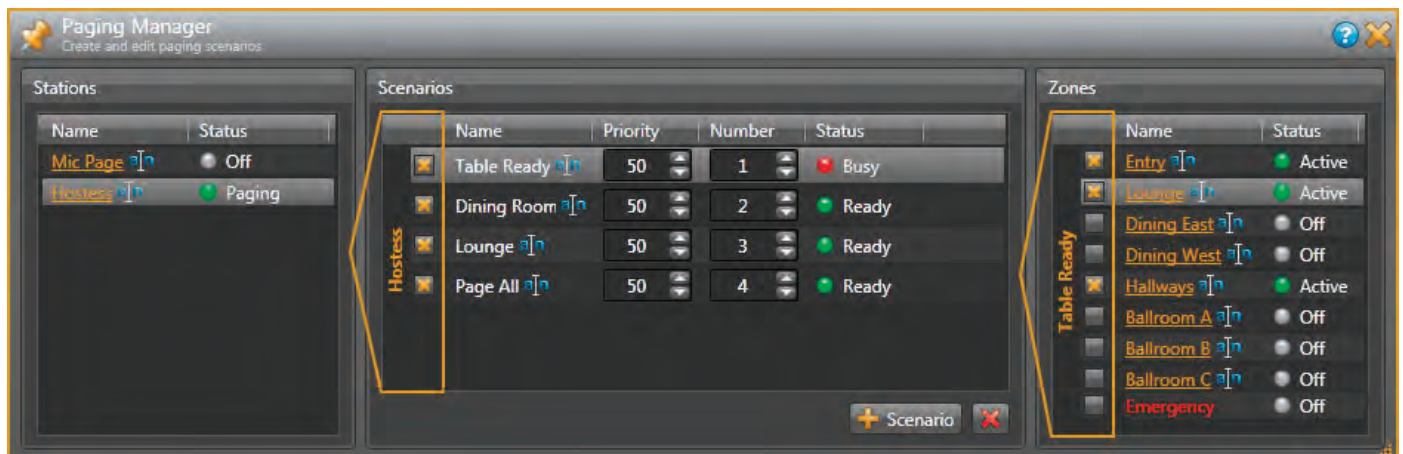 Paging Manager
Create and edit paging scenarios
Stations
Name Status
Mic Page Off
Hostess Paging
Scenarios
Hostess
Name Priority Number Status
Table Ready 50 1 Busy
Dining Room 50 2 Ready
Lounge 50 3 Ready
Page All 50 4 Ready
Scenario
Zones
Table Ready
Name Status
Entry Active
Lounge Active
Dining East Off
Dining West Off
Hallways Active
Ballroom A Off
Ballroom B Off
Ballroom C Off
Emergency Off